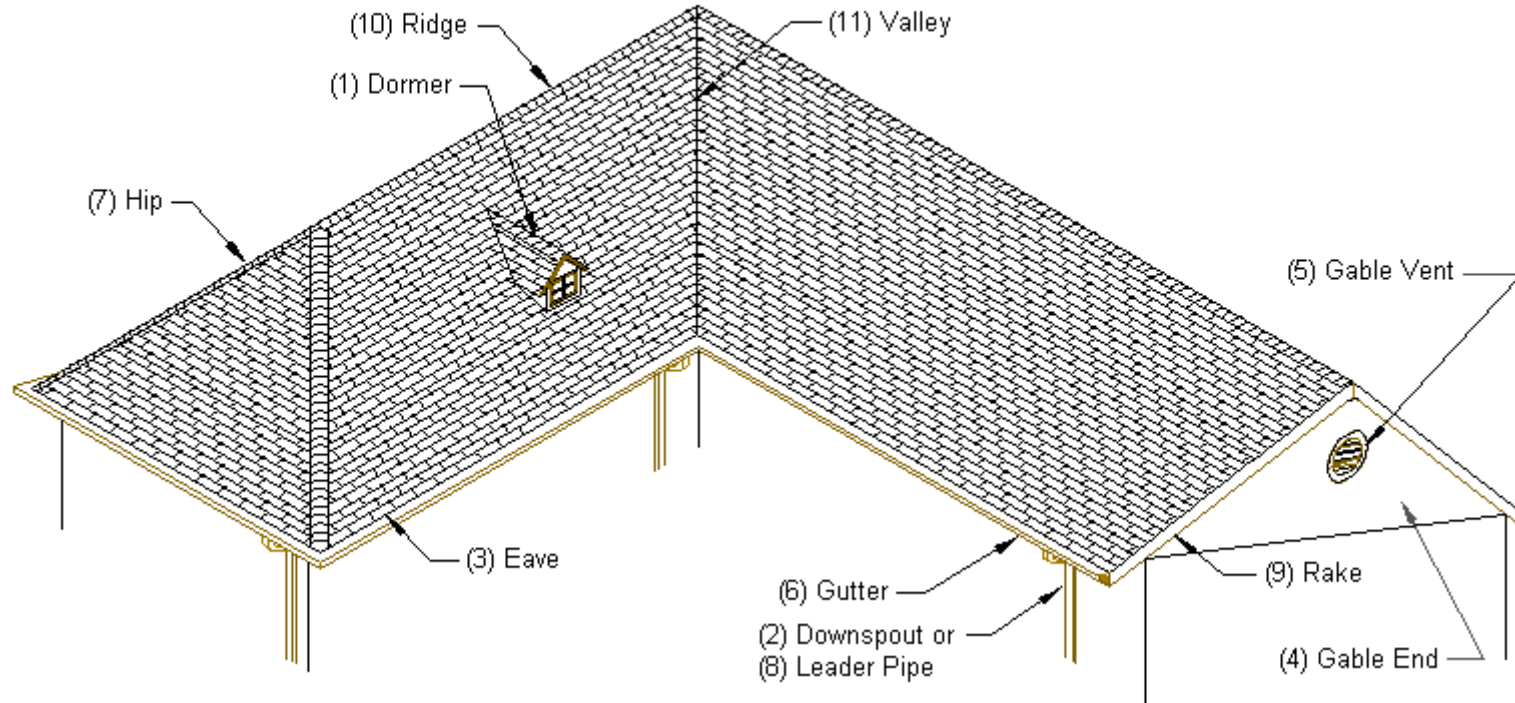 (10) Ridge
(11) Valley
(1) Dormer
(7) Hip
(5) Gable Vent
(3) Eave
(6) Gutter
(9) Rake
(2) Downspout or
(8) Leader Pipe
(4) Gable End